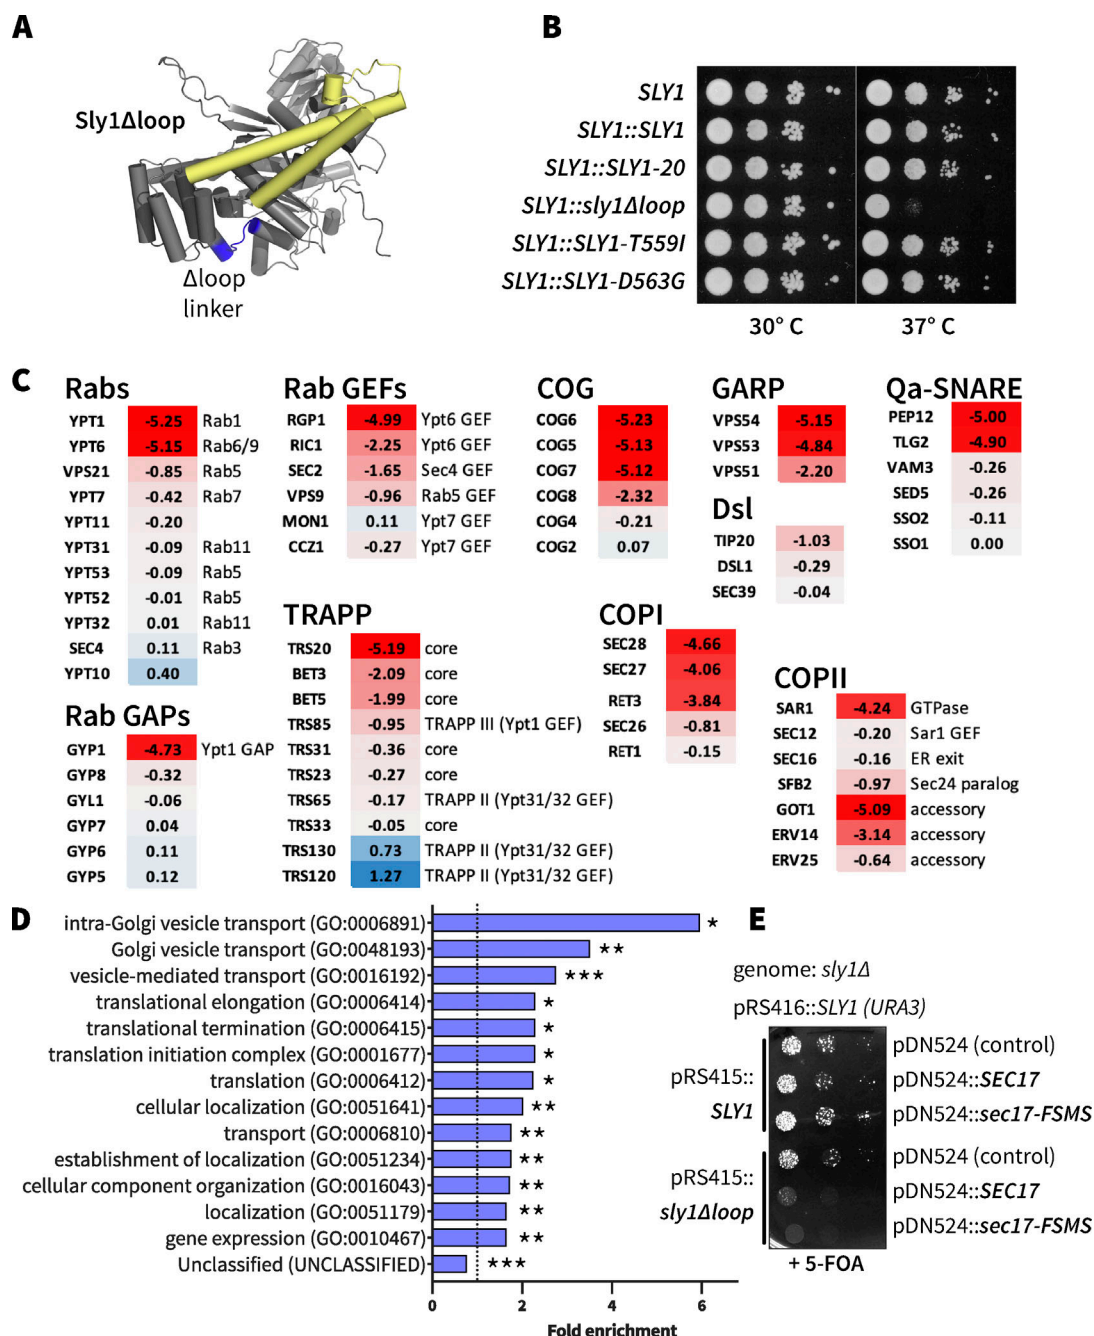 A
Sly1Δloop
Δloop
linker
B
SLY1
SLY1::SLY1
SLY1::SLY1-20
SLY1::sly1Δloop
SLY1::SLY1-T559I
SLY1::SLY1-D563G
30° C
37° C
C
Rabs
YPT1 -5.25 Rab1
YPT6 -5.15 Rab6/9
VPS21 -0.85 Rab5
YPT7 -0.42 Rab7
YPT11 -0.20
YPT31 -0.09 Rab11
YPT53 -0.09 Rab5
YPT52 -0.01 Rab5
YPT32 0.01 Rab11
SEC4 0.11 Rab3
YPT10 0.40
Rab GAPs
GYP1 -4.73 Ypt1 GAP
GYP8 -0.32
GYL1 -0.06
GYP7 0.04
GYP6 0.11
GYP5 0.12
Rab GEFs
RGP1 -4.99 Ypt6 GEF
RIC1 -2.25 Ypt6 GEF
SEC2 -1.65 Sec4 GEF
VPS9 -0.96 Rab5 GEF
MON1 0.11 Ypt7 GEF
CCZ1 -0.27 Ypt7 GEF
TRAPP
TRS20 -5.19 core
BET3 -2.09 core
BET5 -1.99 core
TRS85 -0.95 TRAPP III (Ypt1 GEF)
TRS31 -0.36 core
TRS23 -0.27 core
TRS65 -0.17 TRAPP II (Ypt31/32 GEF)
TRS33 -0.05 core
TRS130 0.73 TRAPP II (Ypt31/32 GEF)
TRS120 1.27 TRAPP II (Ypt31/32 GEF)
COG
COG6 -5.23
COG5 -5.13
COG7 -5.12
COG8 -2.32
COG4 -0.21
COG2 0.07
COPI
SEC28 -4.66
SEC27 -4.06
RET3 -3.84
SEC26 -0.81
RET1 -0.15
GARP
VPS54 -5.15
VPS53 -4.84
VPS51 -2.20
Dsl
TIP20 -1.03
DSL1 -0.29
SEC39 -0.04
Qa-SNARE
PEP12 -5.00
TLG2 -4.90
VAM3 -0.26
SED5 -0.26
SSO2 -0.11
SSO1 0.00
COPII
SAR1 -4.24 GTPase
SEC12 -0.20 Sar1 GEF
SEC16 -0.16 ER exit
SFB2 -0.97 Sec24 paralog
GOT1 -5.09 accessory
ERV14 -3.14 accessory
ERV25 -0.64 accessory
D
intra-Golgi vesicle transport (GO:0006891) *
Golgi vesicle transport (GO:0048193) **
vesicle-mediated transport (GO:0016192) ***
translational elongation (GO:0006414) *
translational termination (GO:0006415) *
translation initiation complex (GO:0001677) *
translation (GO:0006412) *
cellular localization (GO:0051641) **
transport (GO:0006810) **
establishment of localization (GO:0051234) **
cellular component organization (GO:0016043) **
localization (GO:0051179) **
gene expression (GO:0010467) **
Unclassified (UNCLASSIFIED) ***
0 2 4 6
Fold enrichment
E
genome: sly1Δ
pRS416::SLY1 (URA3)
pRS415::
SLY1
pDN524 (control)
pDN524::SEC17
pDN524::sec17-FSMS
pRS415::
sly1Δloop
pDN524 (control)
pDN524::SEC17
pDN524::sec17-FSMS
+ 5-FOA